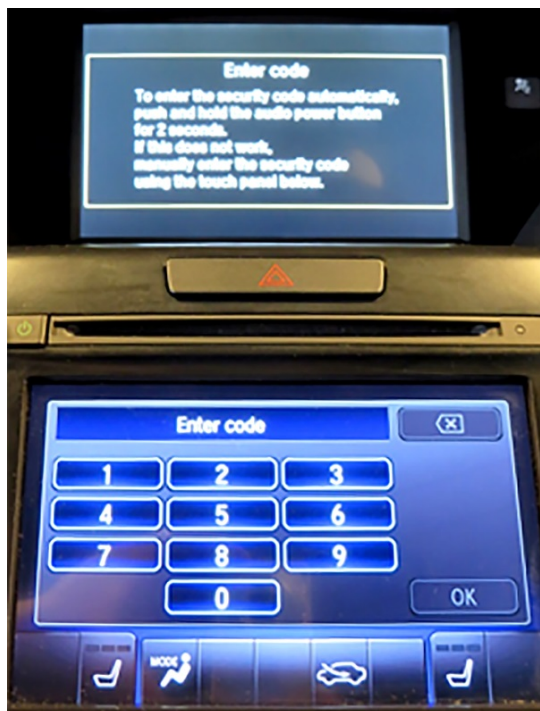 Enter code
To enter the security code automatically,
push and hold the audio power button
for 2 seconds.
If this does not work,
manually enter the security code
using the touch panel below.
Enter code
1 2 3
4 5 6
7 8 9
0 OK
MODE